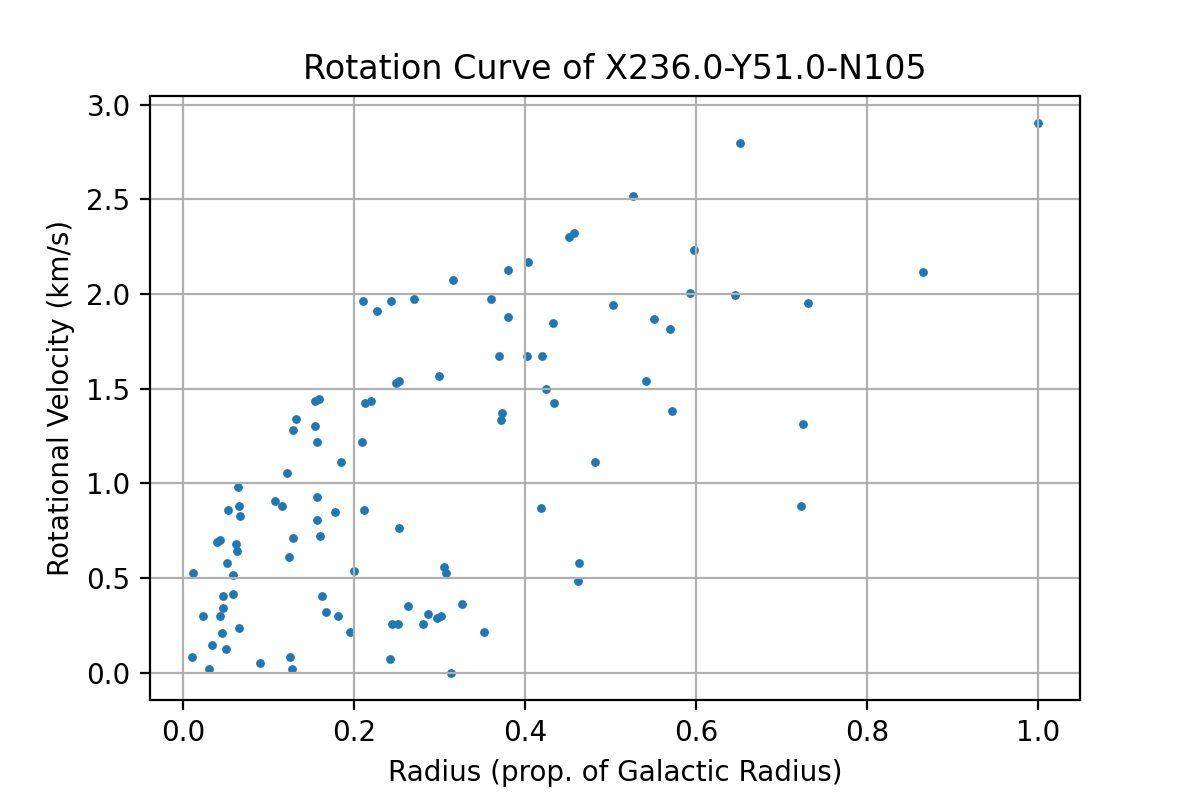 Rotation Curve of X236.0-Y51.0-N105
3.0
2.5
2.0
1.5
1.0
0.5
0.0
Rotational Velocity (km/s)
0.0 0.2 0.4 0.6 0.8 1.0
Radius (prop. of Galactic Radius)